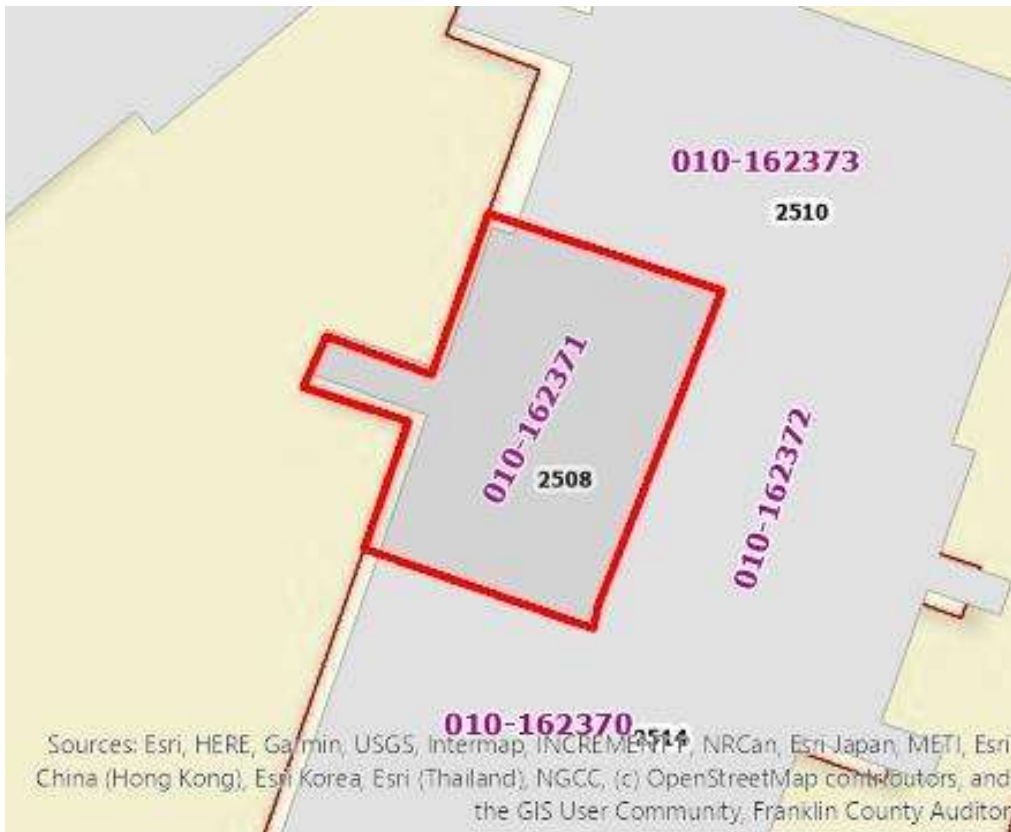 010-162373
2510
010-162371
2508
010-162372
010-162370
2514
Sources: Esri, HERE, Garmin, USGS, Intermap, INCREMENT P, NRCan, Esri Japan, METI, Esri
China (Hong Kong), Esri Korea, Esri (Thailand), NGCC, (c) OpenStreetMap contributors, and
the GIS User Community, Franklin County Auditor